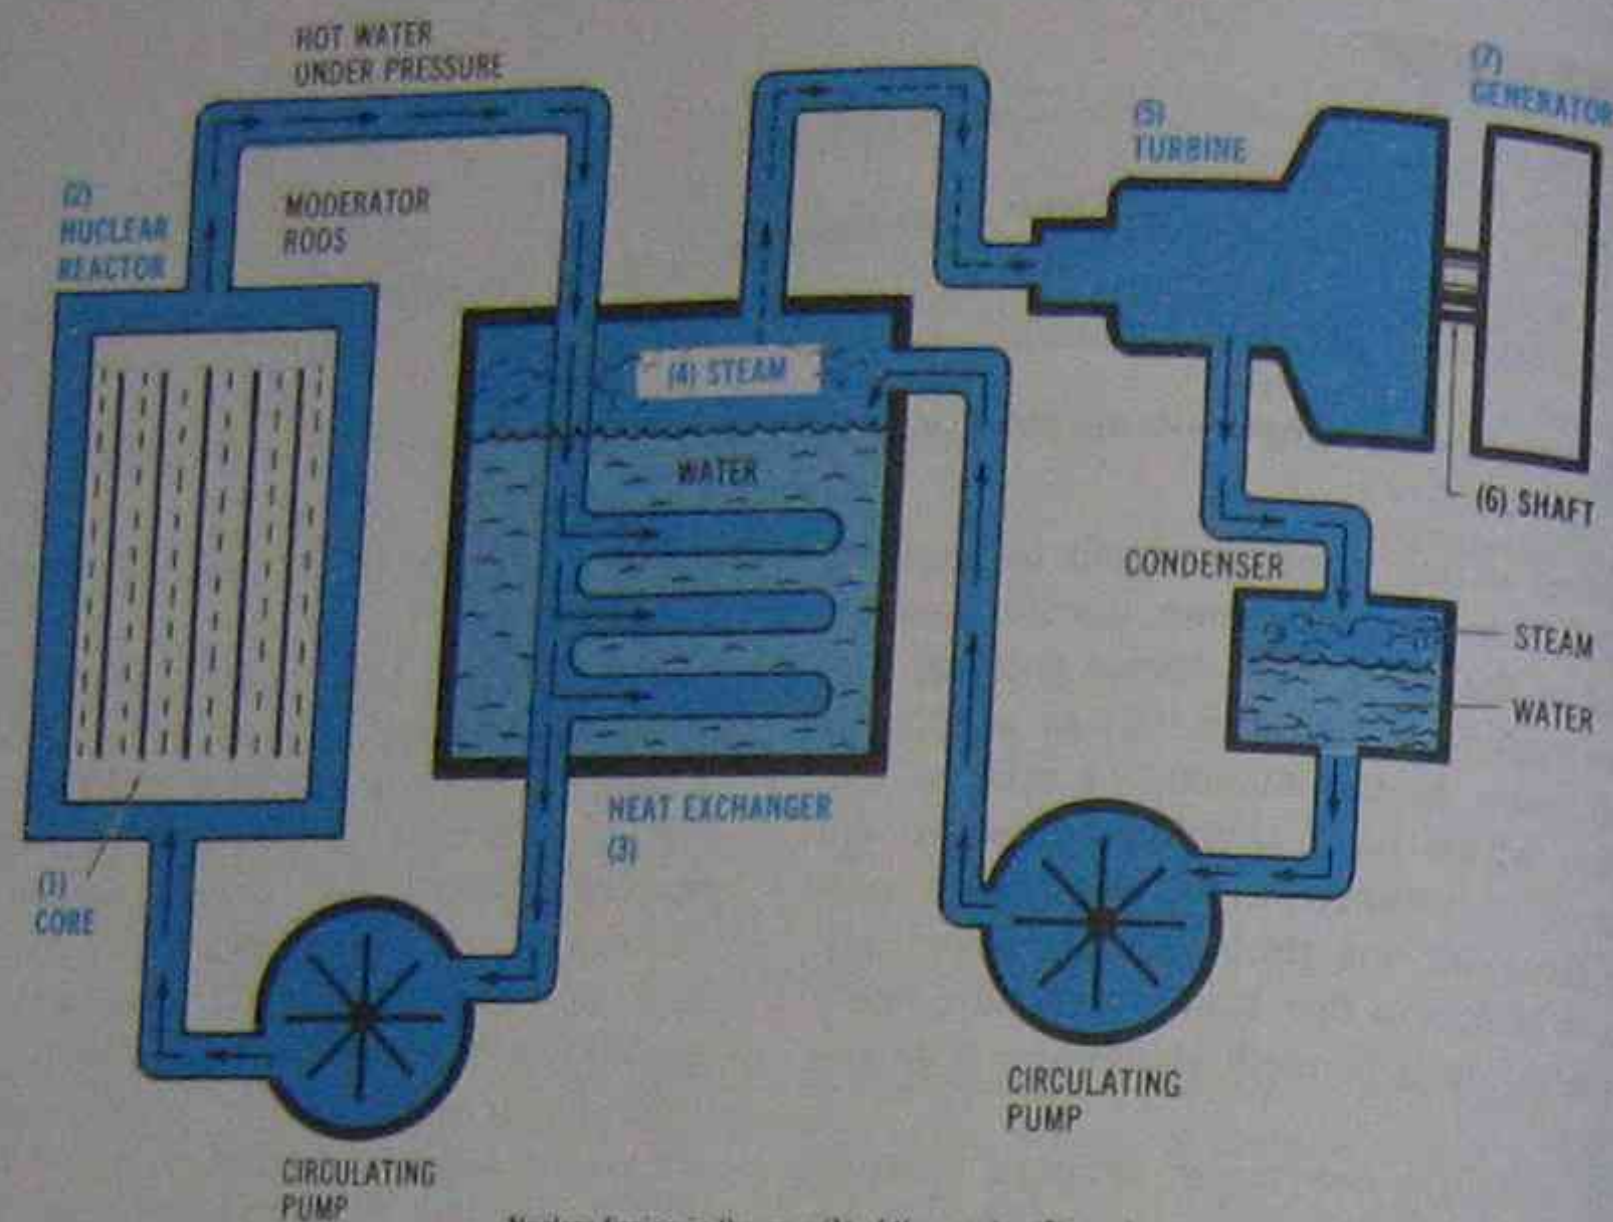 HOT WATER
UNDER PRESSURE
(2)
NUCLEAR
REACTOR
MODERATOR
RODS
(5)
TURBINE
(7)
GENERATOR
(4) STEAM
WATER
(6) SHAFT
CONDENSER
STEAM
WATER
HEAT EXCHANGER
(3)
(1)
CORE
CIRCULATING
PUMP
CIRCULATING
PUMP